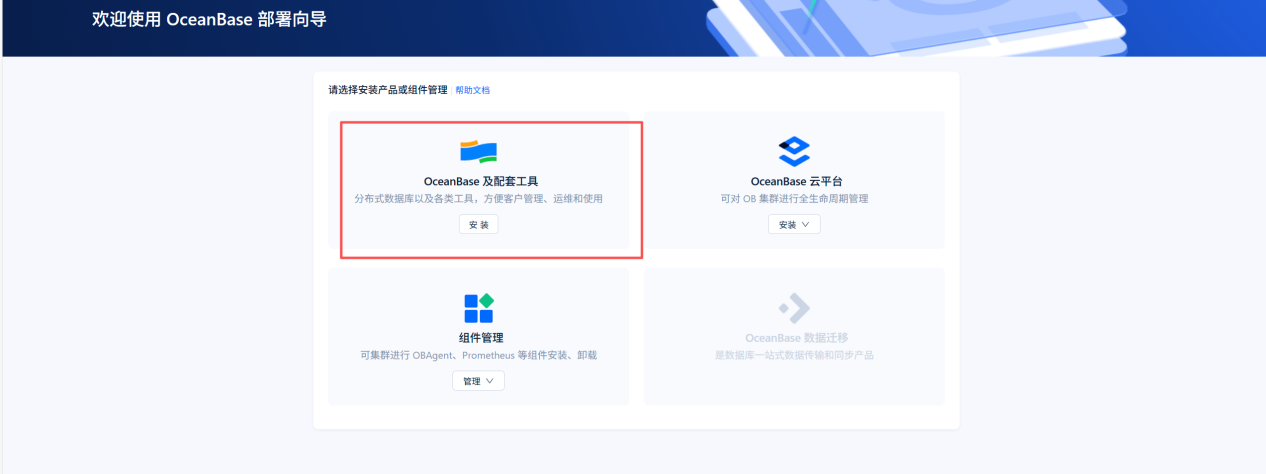 欢迎使用 OceanBase 部署向导
请选择安装产品或组件管理 帮助文档
OceanBase 及配套工具
分布式数据库以及各类工具，方便客户管理、运维和使用
安 装
OceanBase 云平台
可对 OB 集群进行全生命周期管理
安装
组件管理
可集群进行 OBAgent、Prometheus 等组件安装、卸载
管理
OceanBase 数据迁移
是数据库一站式数据传输和同步产品